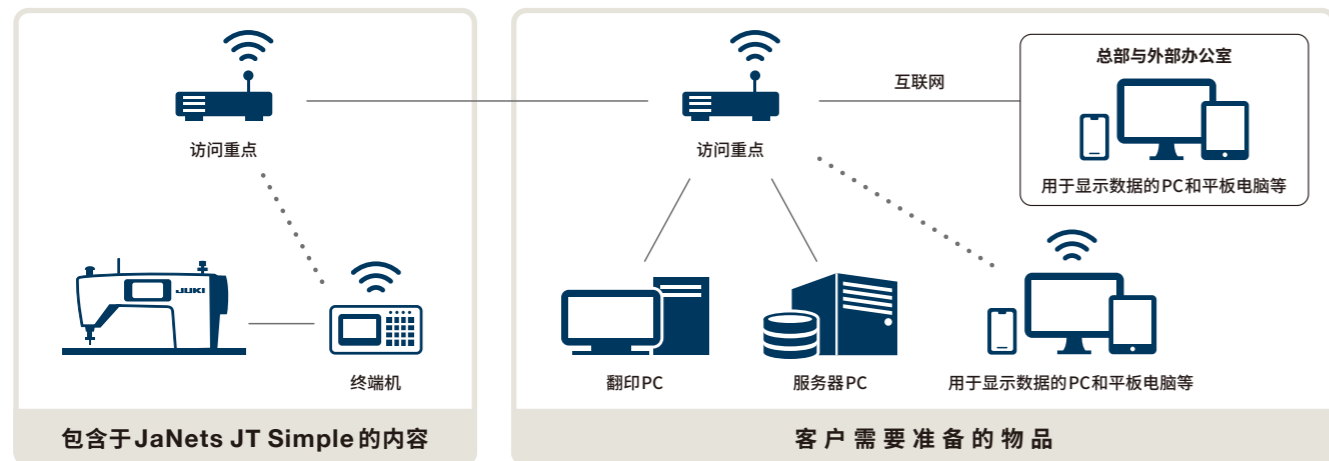 访问重点
JUKI
终端机
包含于JaNets JT Simple的内容
访问重点
互联网
总部与外部办公室
用于显示数据的PC和平板电脑等
翻印PC
服务器PC
用于显示数据的PC和平板电脑等
客户需要准备的物品